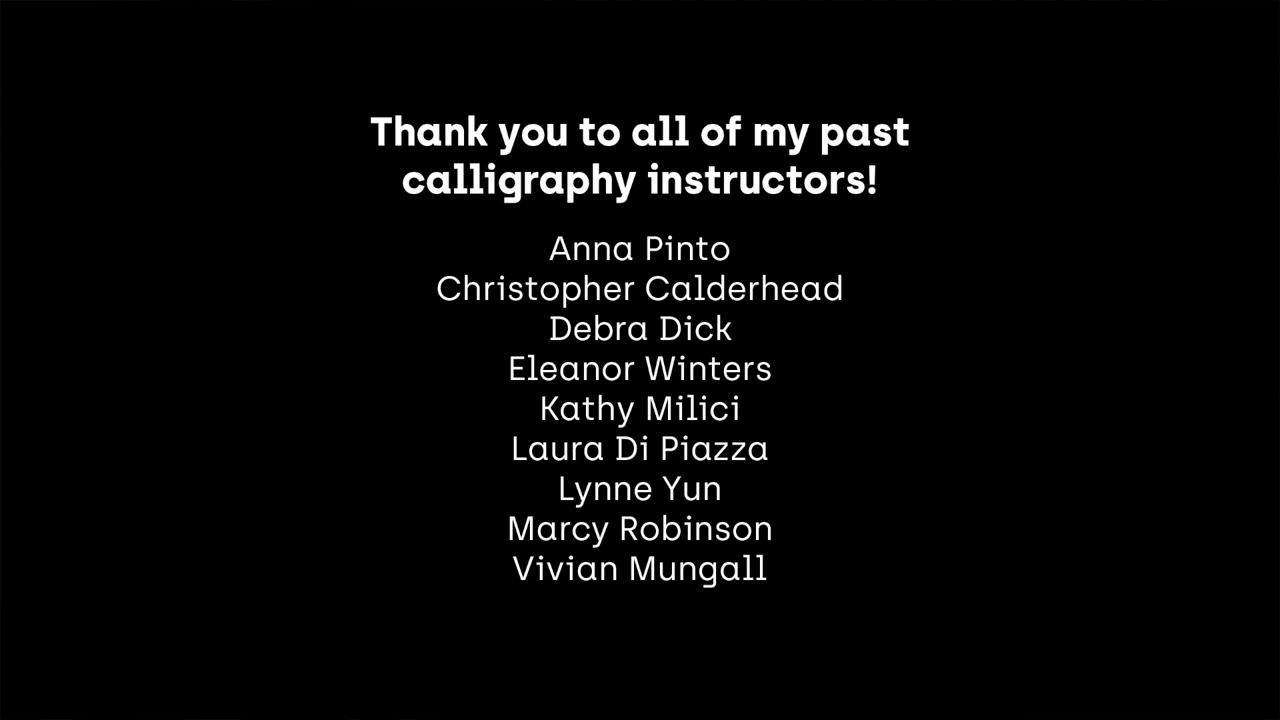 Thank you to all of my past
calligraphy instructors!
Anna Pinto
Christopher Calderhead
Debra Dick
Eleanor Winters
Kathy Milici
Laura Di Piazza
Lynne Yun
Marcy Robinson
Vivian Mungall